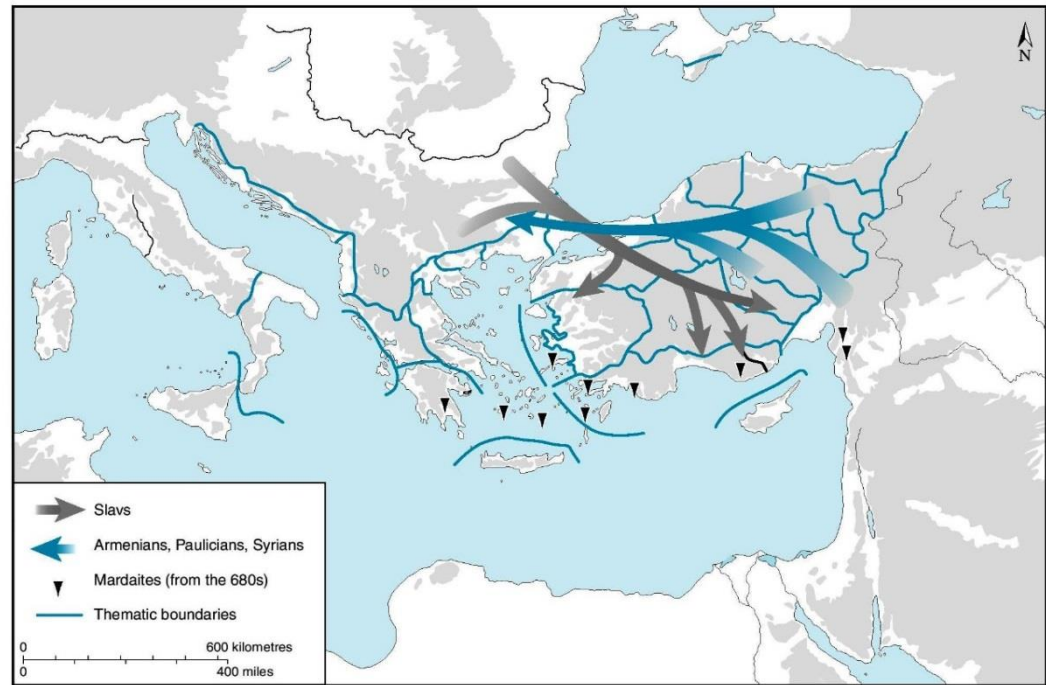 N
Slavs
Armenians, Paulicians, Syrians
Mardaites (from the 680s)
Thematic boundaries
0 600 kilometres
0 400 miles